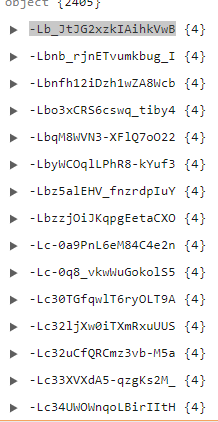 object {2405}
-Lb_JtJG2xzkIAihkVwB {4}
-Lbnb_rjnETvumkbug_I {4}
-Lbnfh12iDzh1wZA8Wcb {4}
-Lbo3xCRS6cswq_tiby4 {4}
-LbqM8WVN3-XFlQ7oO22 {4}
-LbyWCOqlLPhR8-kYuf3 {4}
-Lbz5alEHV_fnzrdpIuY {4}
-LbzzjOiJKqpgEetaCXO {4}
-Lc-0a9PnL6eM84C4e2n {4}
-Lc-0q8_vkwWuGokolS5 {4}
-Lc30TGfqwlT6ryOLT9A {4}
-Lc32ljXw0iTXmRxuUUS {4}
-Lc32uCfQRCmz3vb-M5a {4}
-Lc33XVXdA5-qzgKs2M_ {4}
-Lc34UWOWnqoLBirIItH {4}